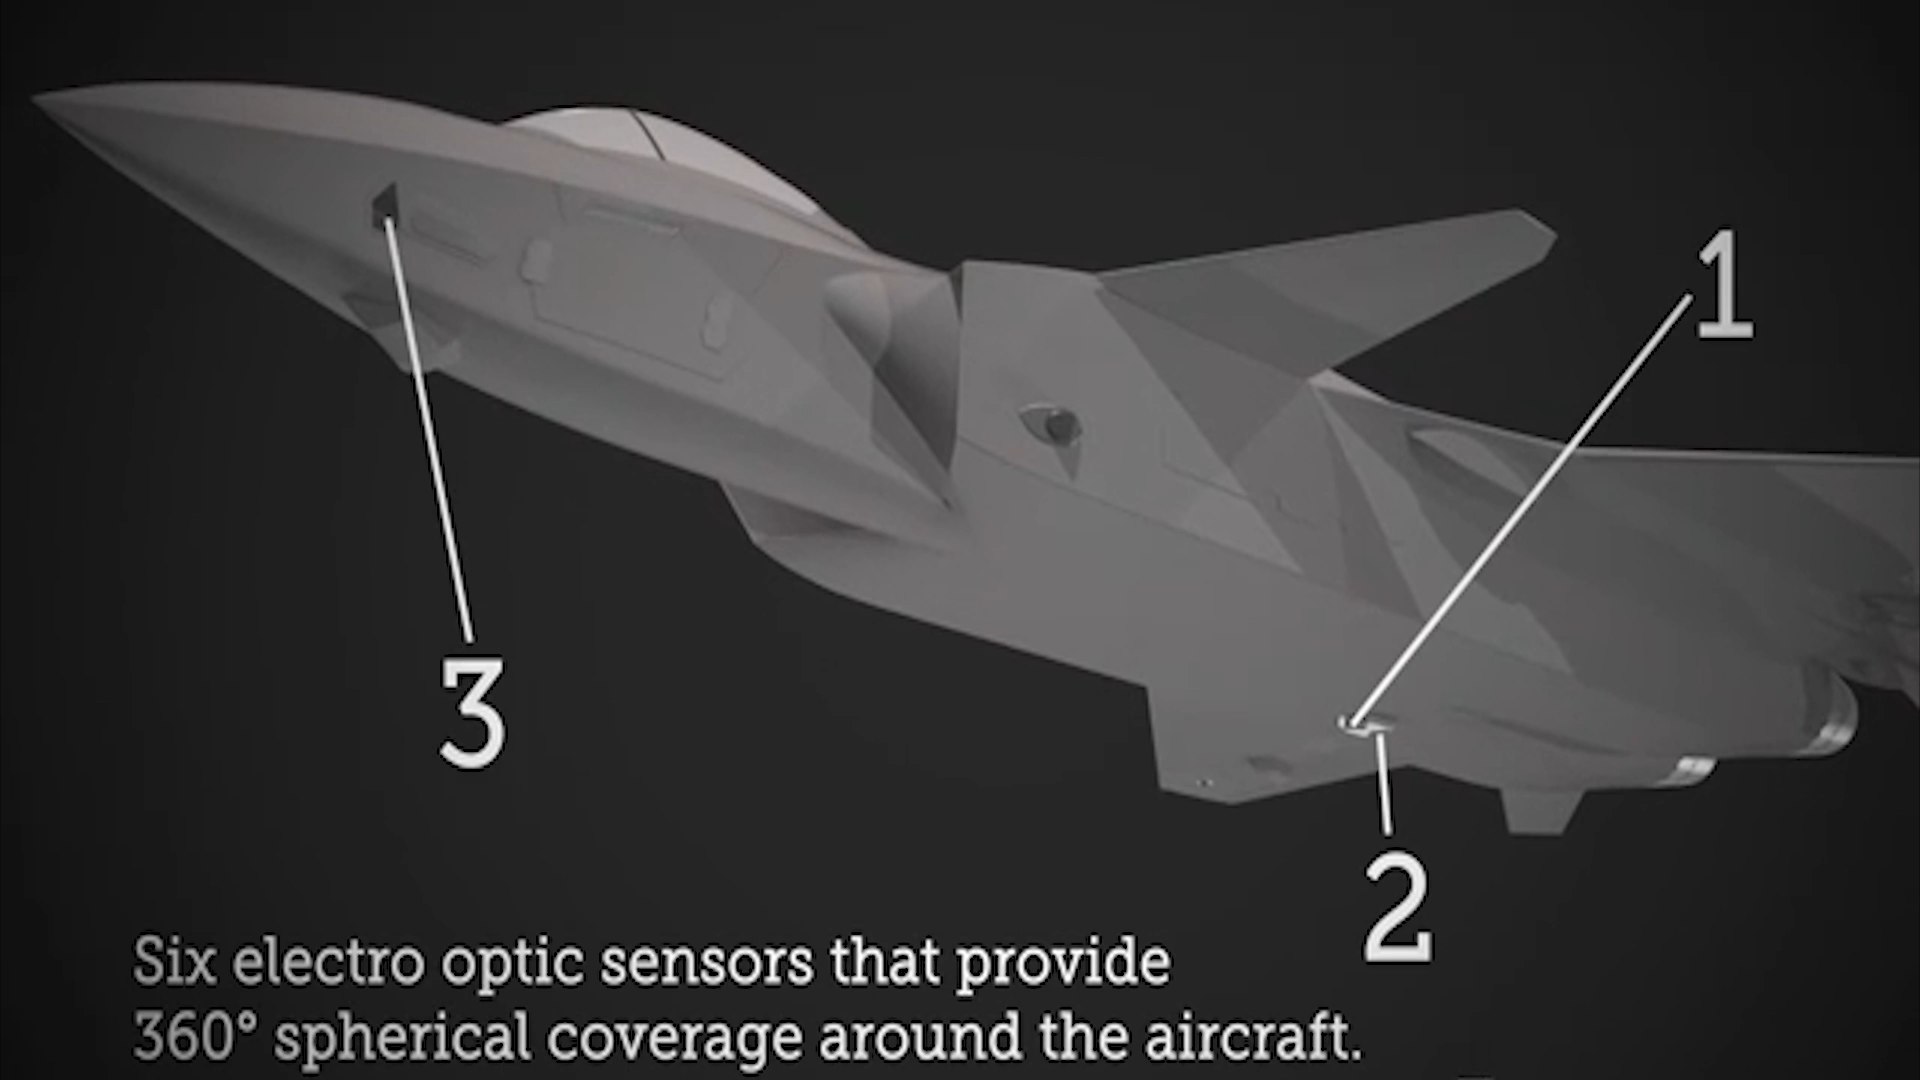 1
3
2
Six electro optic sensors that provide
360° spherical coverage around the aircraft.